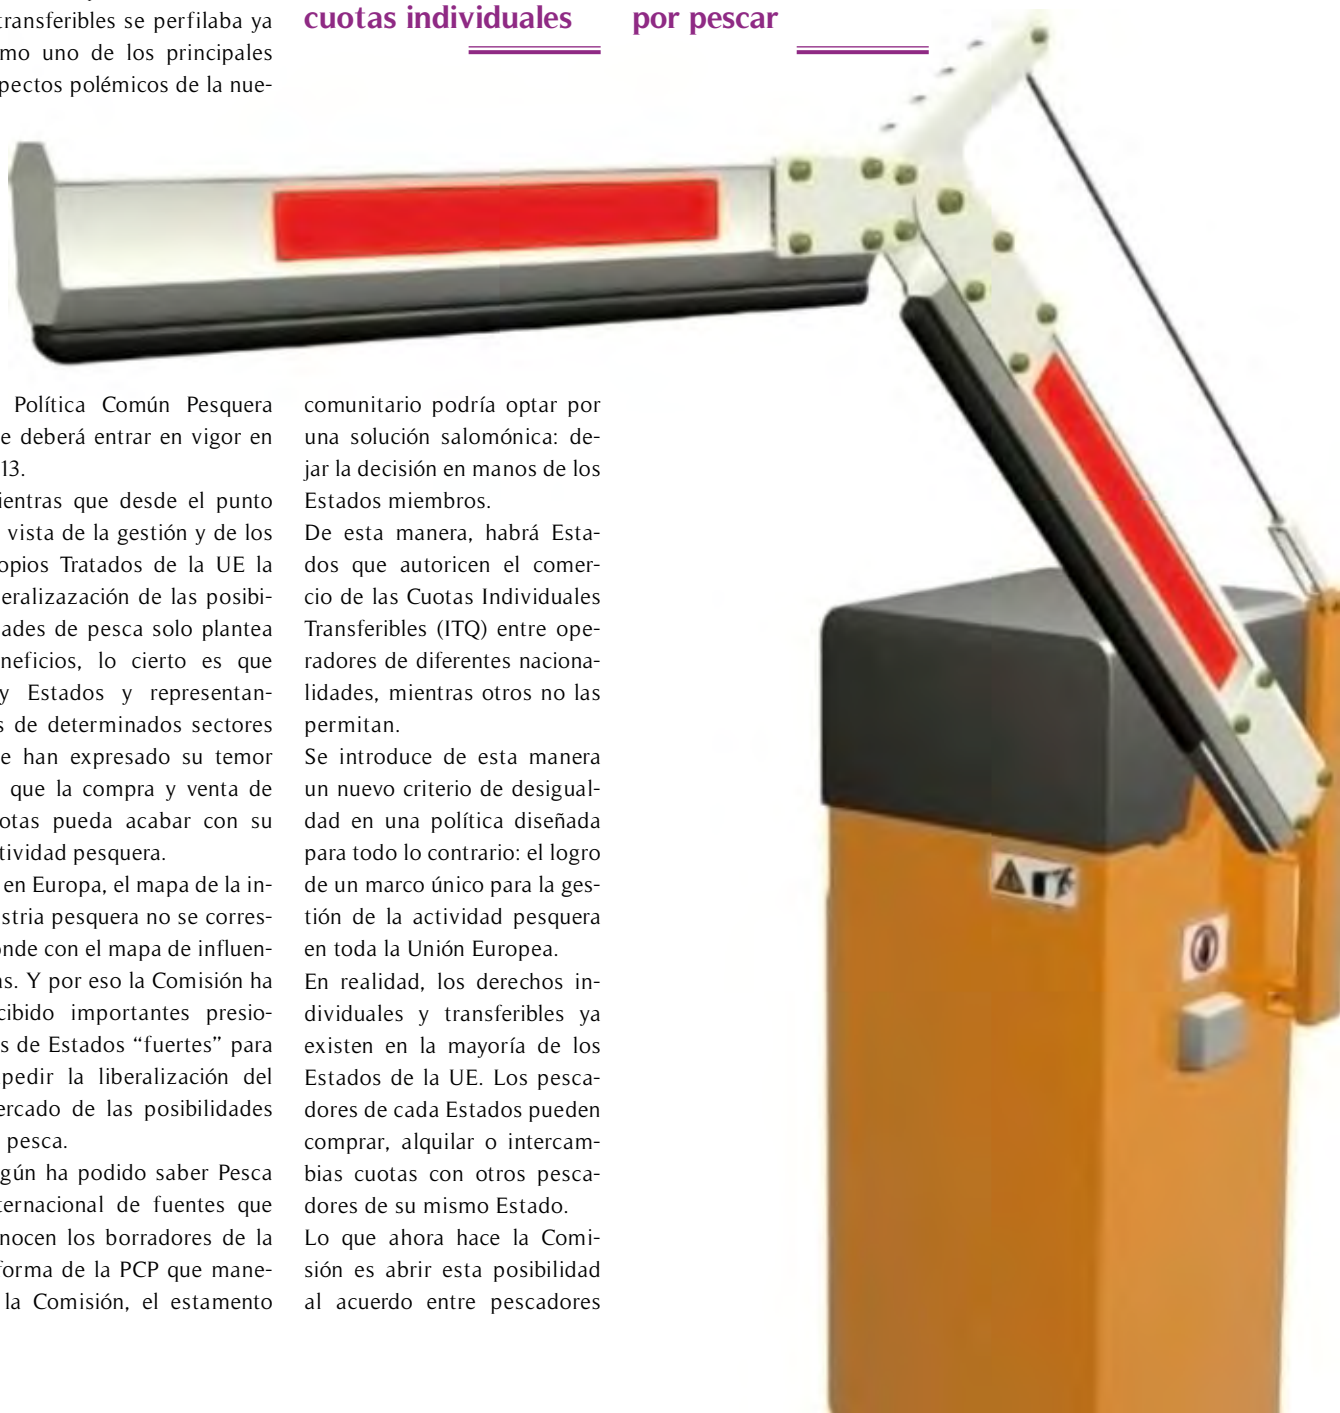 transferibles se perfilaba ya
mo uno de los principales
pectos polémicos de la nue-
Política Común Pesquera
e deberá entrar en vigor en
13.
ientras que desde el punto
vista de la gestión y de los
opios Tratados de la UE la
eralizazación de las posibi-
ades de pesca solo plantea
neficios, lo cierto es que
y Estados y representan-
s de determinados sectores
e han expresado su temor
que la compra y venta de
otas pueda acabar con su
tividad pesquera.
en Europa, el mapa de la in-
stria pesquera no se corres-
onde con el mapa de influen-
as. Y por eso la Comisión ha
cibido importantes presio-
s de Estados “fuertes” para
pedir la liberalización del
ercado de las posibilidades
pesca.
gún ha podido saber Pesca
ternacional de fuentes que
nocen los borradores de la
forma de la PCP que mane-
la Comisión, el estamento
cuotas individuales
por pescar
comunitario podría optar por
una solución salomónica: de-
jar la decisión en manos de los
Estados miembros.
De esta manera, habrá Esta-
dos que autoricen el comer-
cio de las Cuotas Individuales
Transferibles (ITQ) entre ope-
radores de diferentes naciona-
lidades, mientras otros no las
permitan.
Se introduce de esta manera
un nuevo criterio de desigual-
dad en una política diseñada
para todo lo contrario: el logro
de un marco único para la ges-
tión de la actividad pesquera
en toda la Unión Europea.
En realidad, los derechos in-
dividuales y transferibles ya
existen en la mayoría de los
Estados de la UE. Los pesca-
dores de cada Estados pueden
comprar, alquilar o intercam-
bias cuotas con otros pesca-
dores de su mismo Estado.
Lo que ahora hace la Comi-
sión es abrir esta posibilidad
al acuerdo entre pescadores